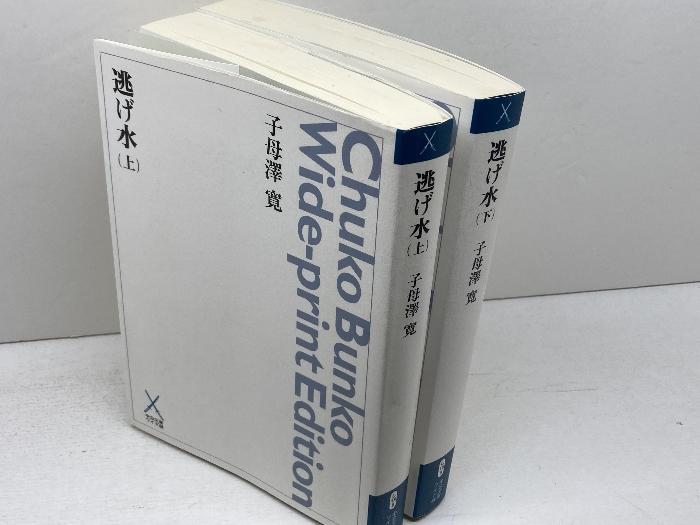 逃げ水(上)
子母澤 寛
Chuko Bunko
Wide-print Edition
逃げ水(上)
子母澤 寛
逃げ水(下)
子母澤 寛